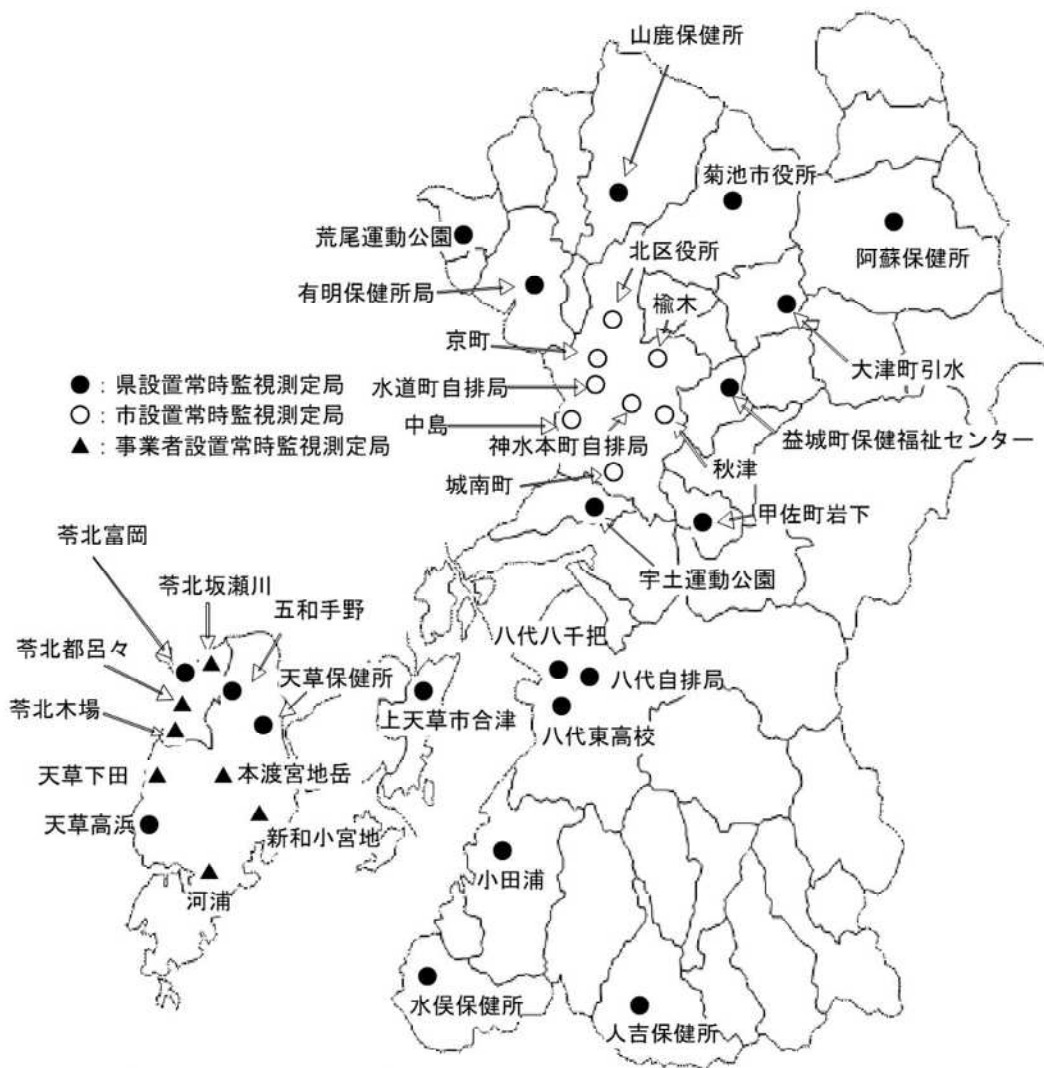 山鹿保健所
菊池市役所
荒尾運動公園
北区役所
阿蘇保健所
有明保健所局
楡木
京町
大津町引水
●：県設置常時監視測定局
水道町自排局
○：市設置常時監視測定局
中島
神水本町自排局
益城町保健福祉センター
▲：事業者設置常時監視測定局
秋津
城南町
甲佐町岩下
苓北富岡
宇土運動公園
苓北坂瀬川
五和手野
八代八千把
苓北都呂々
天草保健所
八代自排局
苓北木場
上天草市合津
八代東高校
天草下田
本渡宮地岳
天草高浜
新和小宮地
河浦
小田浦
水俣保健所
人吉保健所